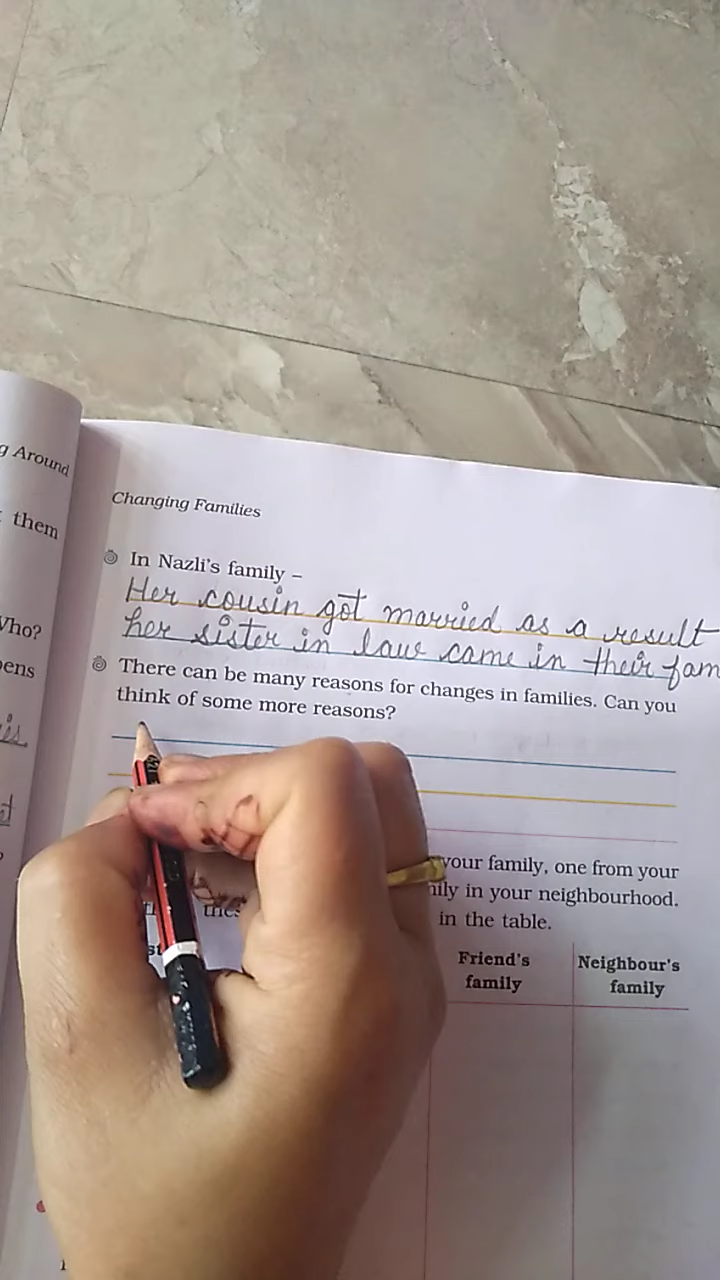 g Around
them
Who?
ens
Changing Families
In Nazli's family –
Her cousin got married as a result
her sister in law came in their fam
There can be many reasons for changes in families. Can you
think of some more reasons?
your family, one from your
ily in your neighbourhood.
in the table.
Friend's family
Neighbour's family